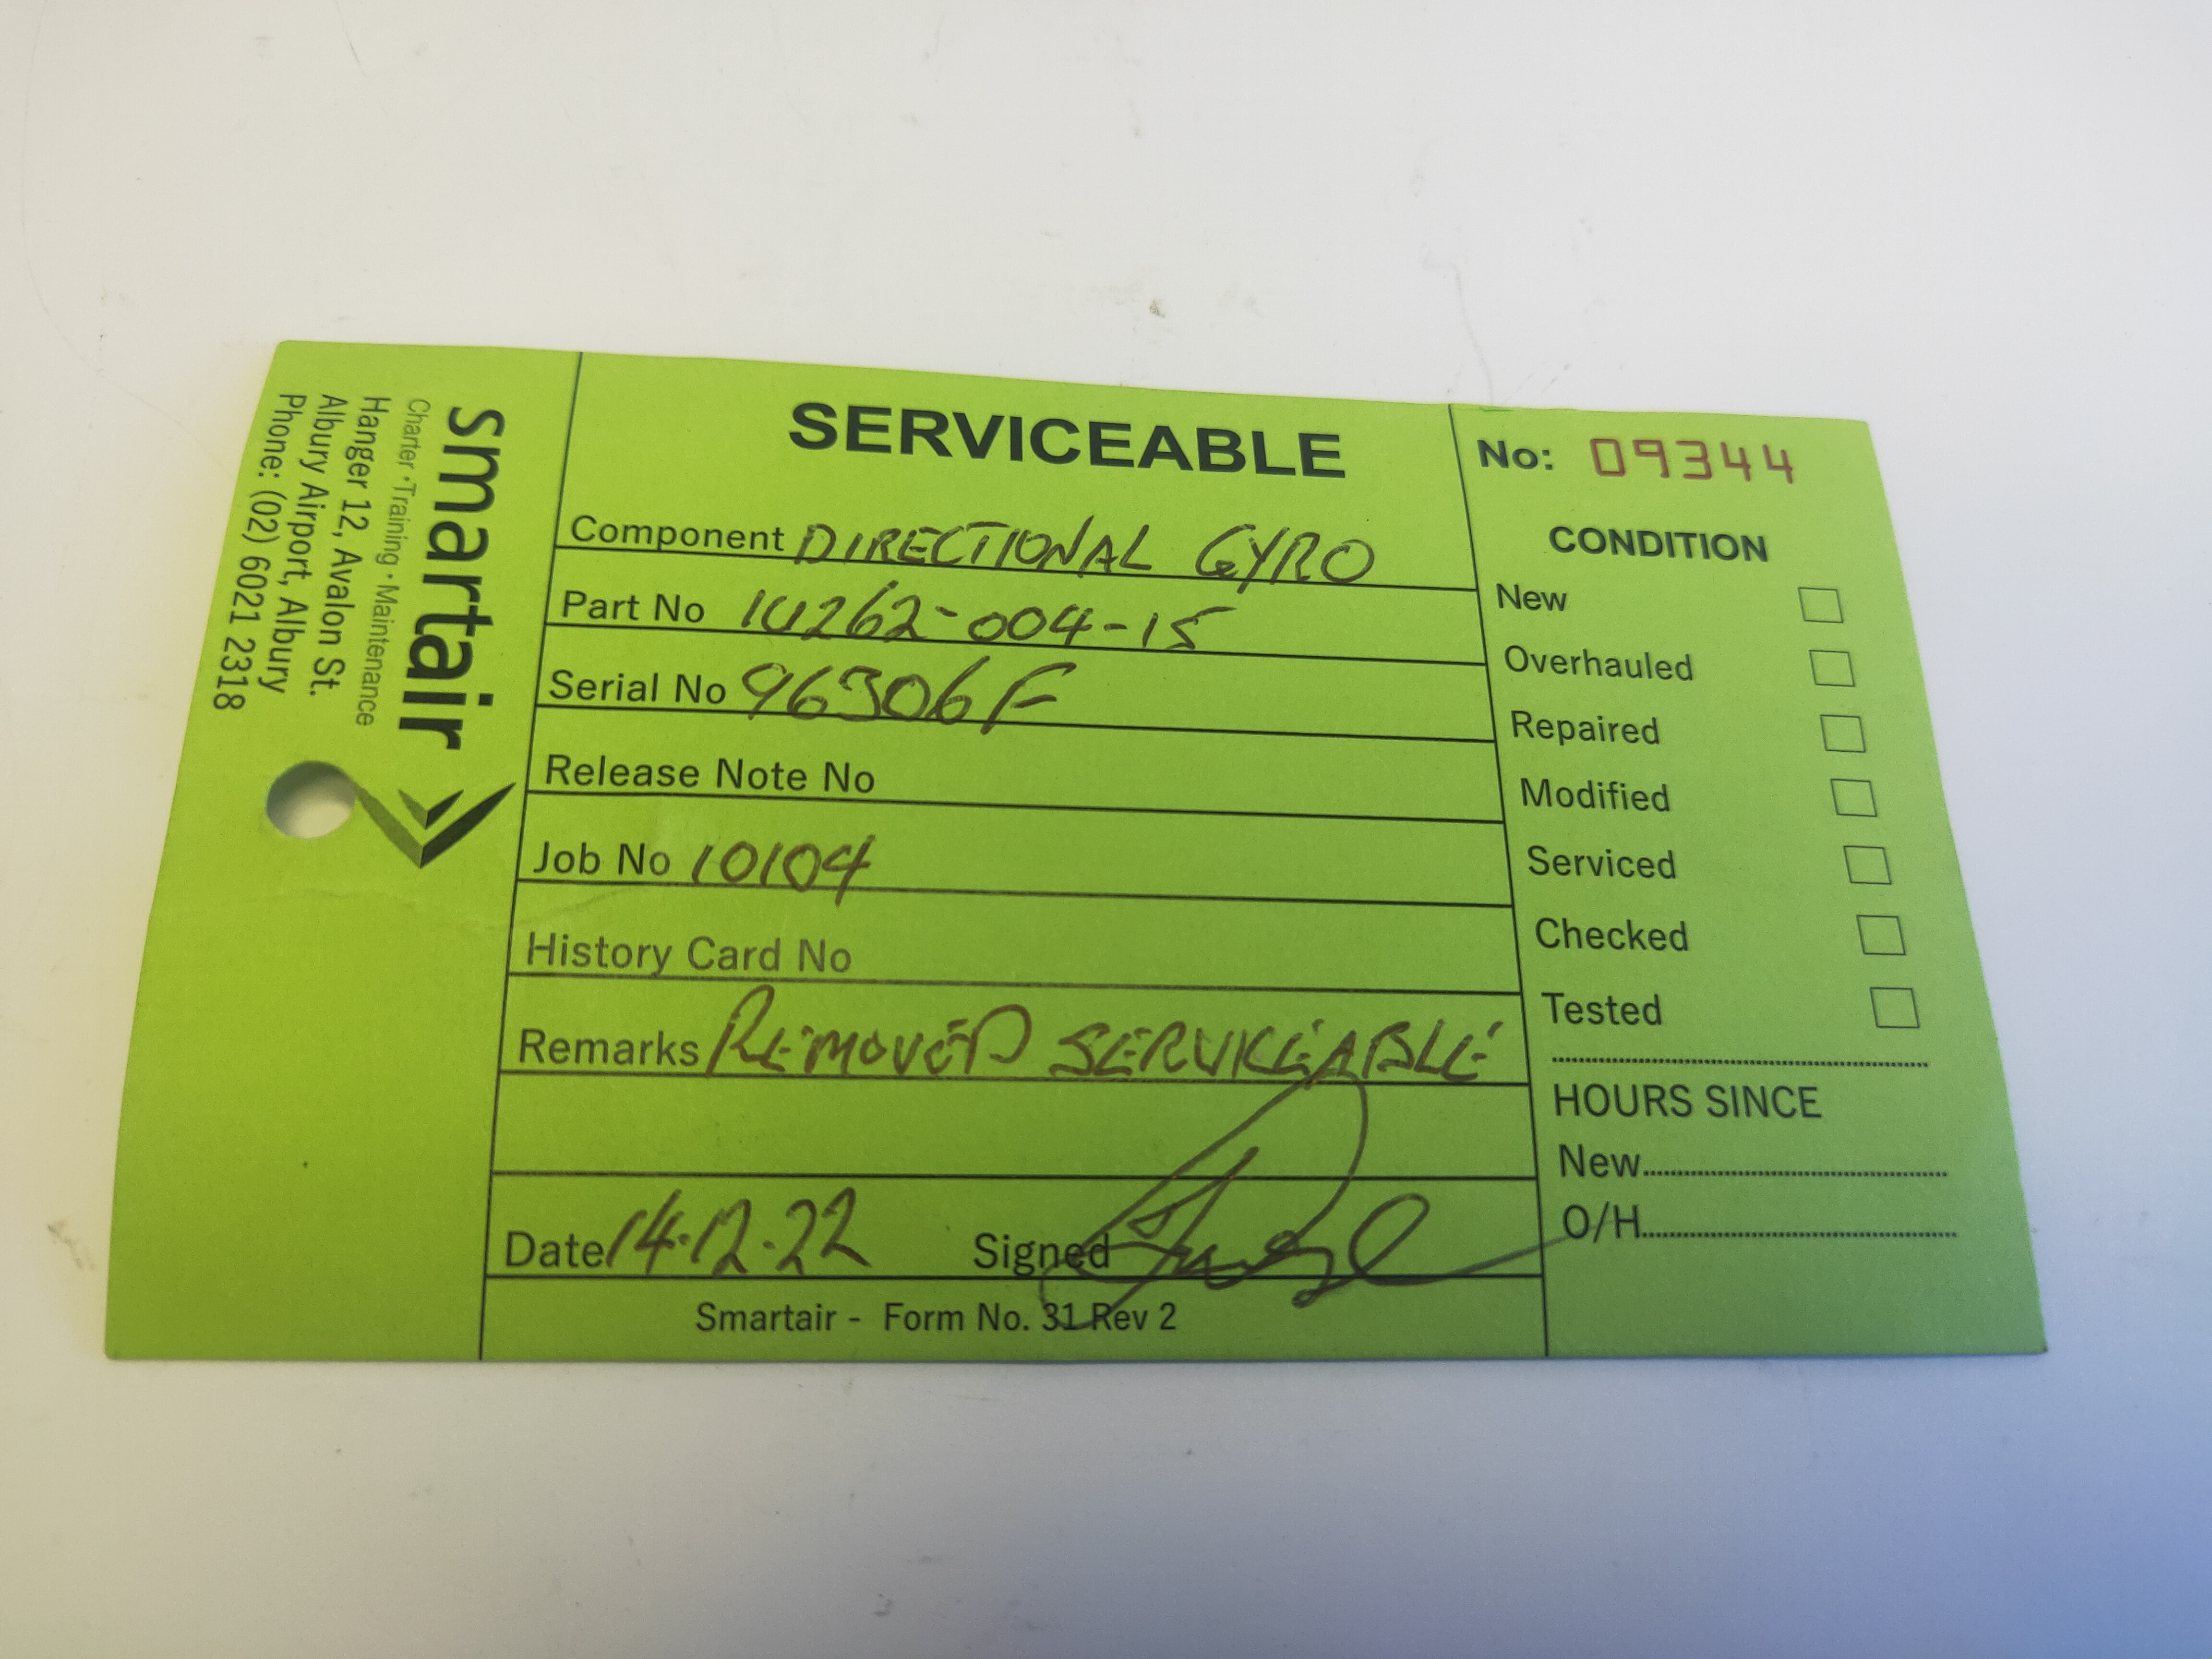 smartair
Charter • Training • Maintenance
Hanger 12, Avalon St.
Albury Airport, Albury
Phone: (02) 6021 2318
SERVICEABLE
Component DIRECTIONAL GYRO
Part No 1U262-004-15
Serial No 96306F
Release Note No
Job No 10104
History Card No
Remarks REMOVED SERVICEABLE
Date 14.12.22 Signed
Smartair - Form No. 31 Rev 2
No: 09344
CONDITION
New
Overhauled
Repaired
Modified
Serviced
Checked
Tested
HOURS SINCE
New
O/H